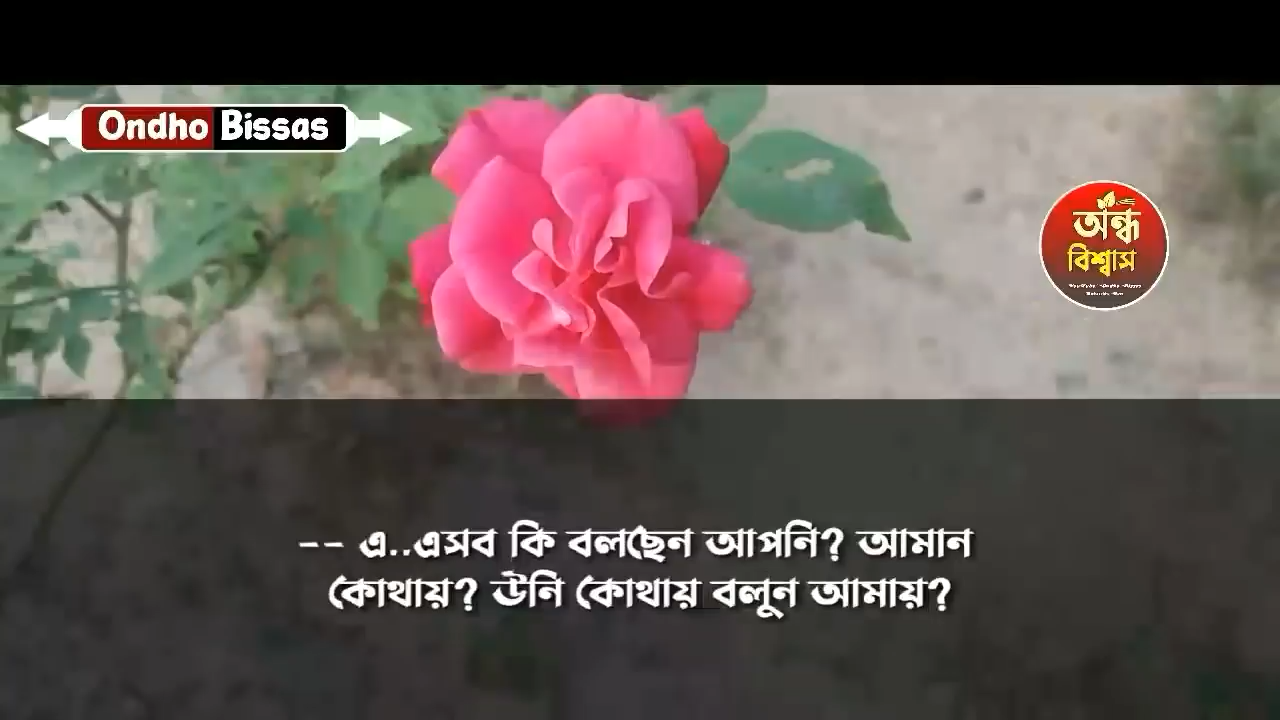 Ondho Bissas
অন্ধ
বিশ্বাস
-- এ..এসব কি বলছেন আপনি? আমান
কোথায়? উনি কোথায় বলুন আমায়?